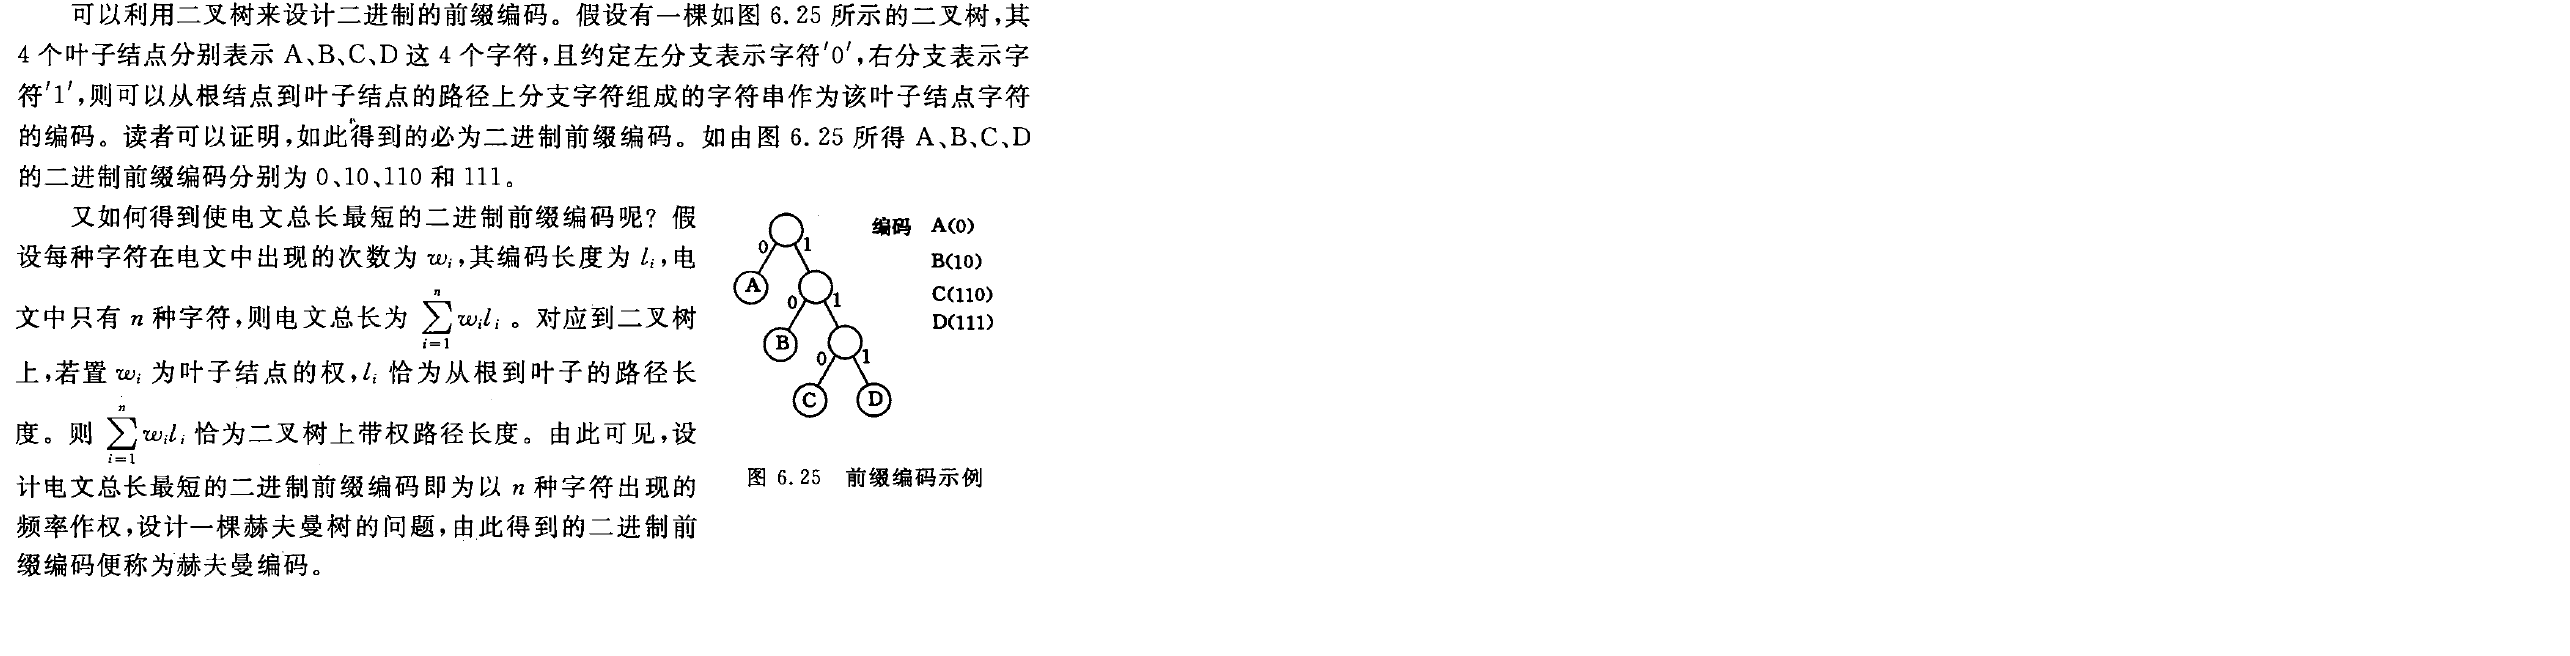 可以利用二叉树来设计二进制的前缀编码。假设有一棵如图 6.25 所示的二叉树,其
4 个叶子结点分别表示 A、B、C、D 这 4 个字符,且约定左分支表示字符'0',右分支表示字
符'1',则可以从根结点到叶子结点的路径上分支字符组成的字符串作为该叶子结点字符
的编码。读者可以证明,如此得到的必为二进制前缀编码。如由图 6.25 所得 A、B、C、D
的二进制前缀编码分别为 0、10、110 和 111。
又如何得到使电文总长最短的二进制前缀编码呢? 假
设每种字符在电文中出现的次数为 wᵢ,其编码长度为 lᵢ,电
文中只有 n 种字符,则电文总长为 ∑ⁿᵢ₌₁ wᵢlᵢ 。对应到二叉树
上,若置 wᵢ 为叶子结点的权,lᵢ 恰为从根到叶子的路径长
度。则 ∑ⁿᵢ₌₁ wᵢlᵢ 恰为二叉树上带权路径长度。由此可见,设
计电文总长最短的二进制前缀编码即为以 n 种字符出现的
频率作权,设计一棵赫夫曼树的问题,由此得到的二进制前
缀编码便称为赫夫曼编码。
0 1
A
0 1
B
0 1
C D
编码 A(0)
B(10)
C(110)
D(111)
图 6.25 前缀编码示例